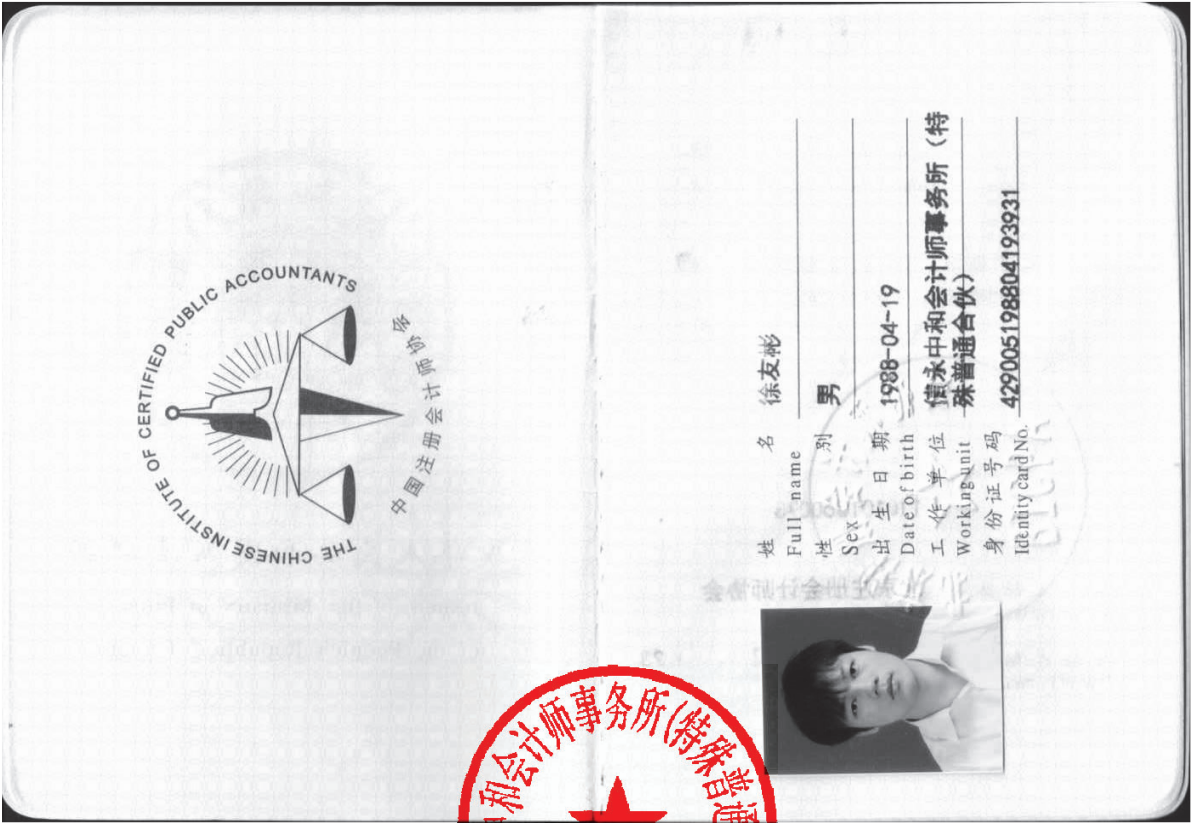 THE CHINESE INSTITUTE OF CERTIFIED PUBLIC ACCOUNTANTS
中国注册会计师协会
姓 名 徐友彬
Full name
性 别 男
Sex
出 生 日 期 1988-04-19
Date of birth
工 作 单 位 信永中和会计师事务所（特
殊普通合伙）
Working unit
身 份 证 号 码 429005198804193931
Identity card No.
和会计师事务所(特殊普通